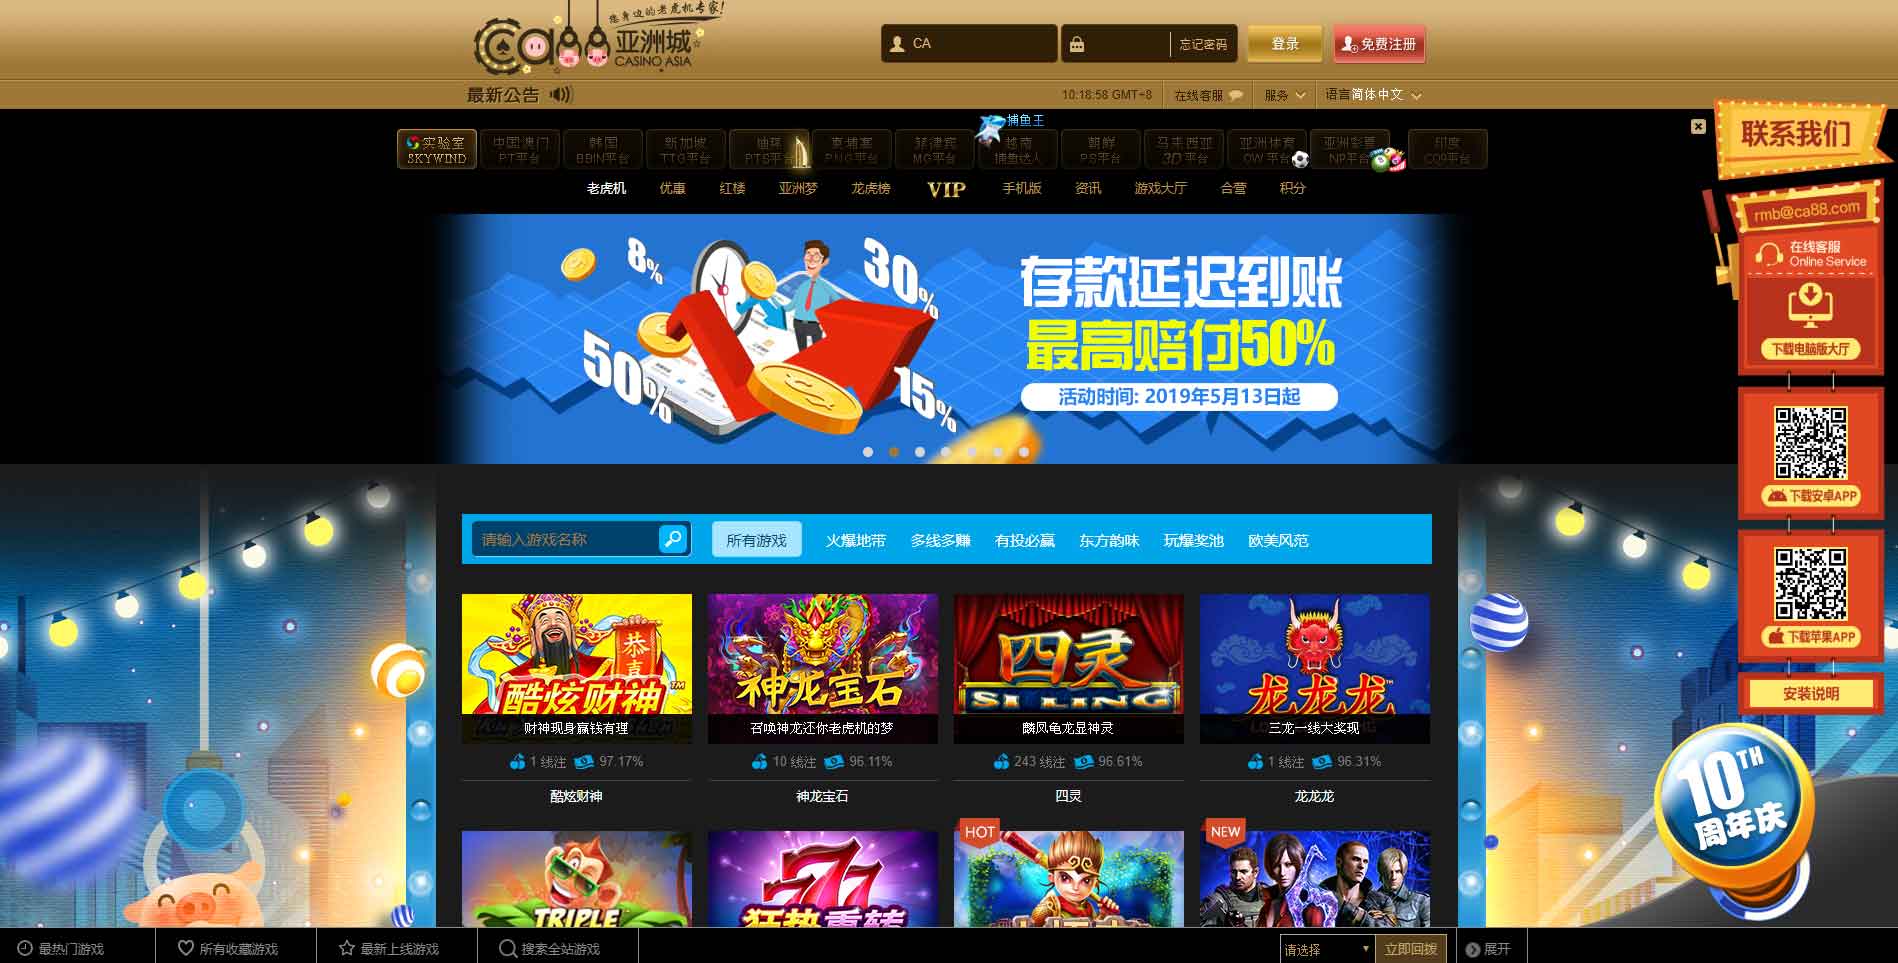 您身边的老虎机专家!
ca88 亚洲城
CASINO ASIA
CA
忘记密码
登录
免费注册
最新公告
10:18:58 GMT+8
在线客服
服务
语言简体中文
捕鱼王
实验室
SKYWIND
中国澳门
PT平台
韩国
BBIN平台
新加坡
TTG平台
PTS平台
柬埔寨
PNG平台
菲律宾
MG平台
越南
捕鱼达人
朝鲜
PS平台
马来西亚
3D 平台
亚洲体育
OW 平台
亚洲彩票
NP平台
印度
CQ9平台
老虎机
优惠
红楼
亚洲梦
龙虎榜
VIP
手机版
资讯
游戏大厅
合营
积分
8%
30%
50%
15%
存款延迟到账
最高赔付50%
活动时间: 2019年5月13日起
联系我们
rmb@ca88.com
在线客服
Online Service
下载电脑版大厅
下载安卓APP
下载苹果APP
安装说明
10TH
周年庆
请输入游戏名称
所有游戏
火爆地带
多线多赚
有投必赢
东方韵味
玩爆奖池
欧美风范
恭喜
酷炫财神™
财神现身赢钱有理
1 线注 97.17%
酷炫财神
神龙宝石
召唤神龙还你老虎机的梦
10 线注 96.11%
神龙宝石
四灵
SI LING
麟凤龟龙显神灵
243 线注 96.61%
四灵
龙龙龙™
三龙一线大奖现
1 线注 96.31%
龙龙龙
TRIPLE
狂热重转
HOT
NEW
最热门游戏
所有收藏游戏
最新上线游戏
搜索全站游戏
请选择
立即回拨
展开